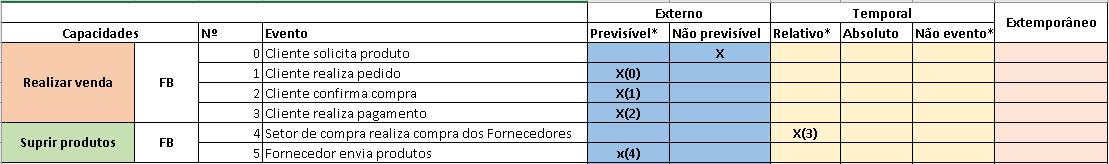 Externo Temporal Extemporâneo
Capacidades Nº Evento Previsível* Não previsível Relativo* Absoluto Não evento*
Realizar venda FB
0 Cliente solicita produto X
1 Cliente realiza pedido X(0)
2 Cliente confirma compra X(1)
3 Cliente realiza pagamento X(2)
Suprir produtos FB
4 Setor de compra realiza compra dos Fornecedores X(3)
5 Fornecedor envia produtos x(4)